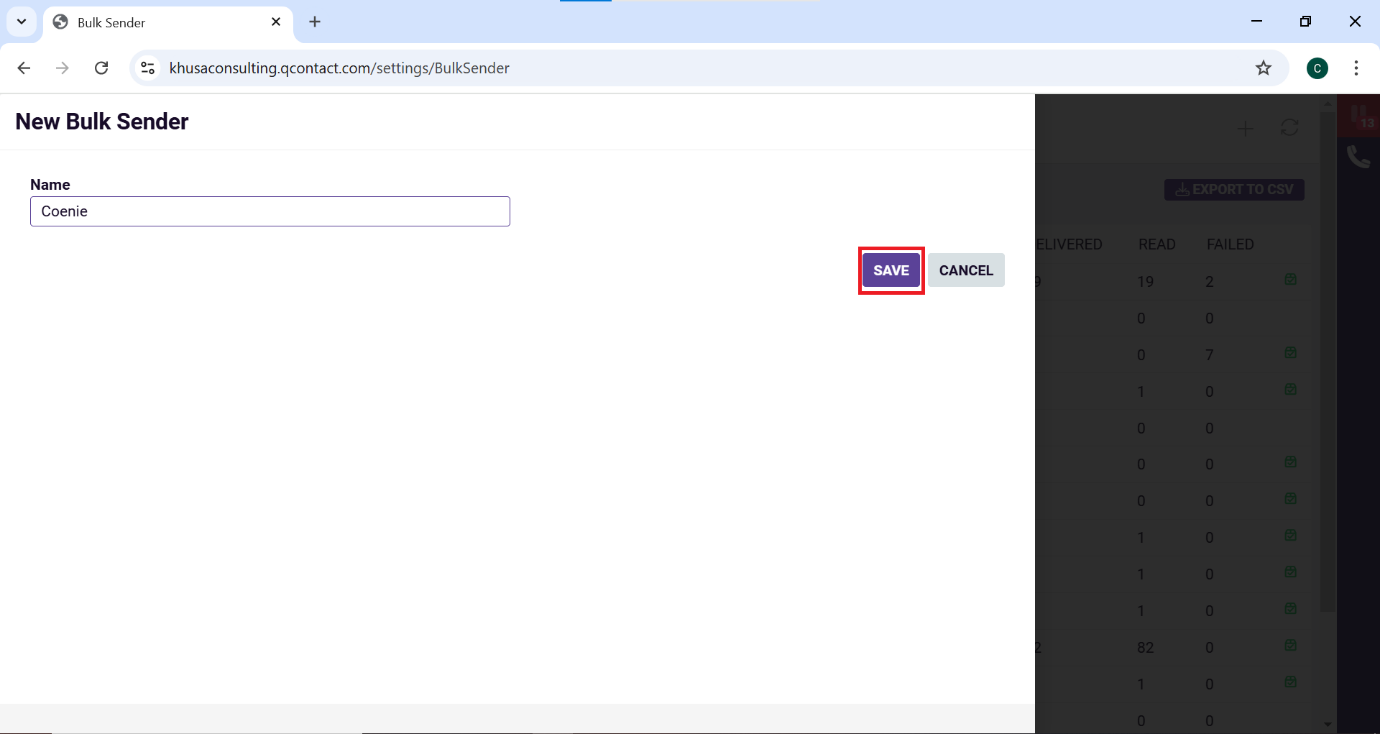 Bulk Sender
khusaconsulting.qcontact.com/settings/BulkSender
C
New Bulk Sender
13
Name
Coenie
EXPORT TO CSV
SAVE
CANCEL
ELIVERED READ FAILED
9 19 2
0 0
0 7
1 0
0 0
0 0
0 0
1 0
1 0
1 0
2 82 0
1 0
0 0